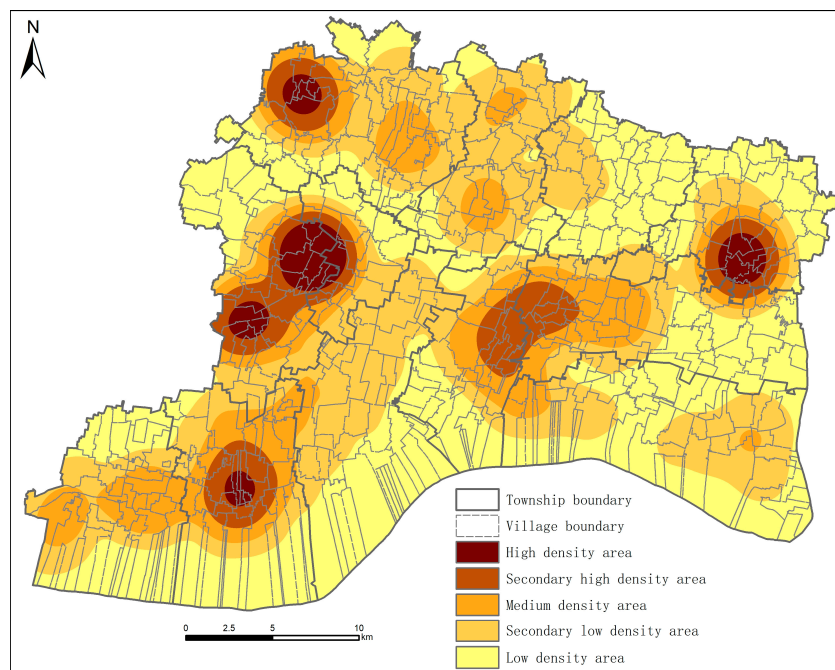 N
Township boundary
Village boundary
High density area
Secondary high density area
Medium density area
Secondary low density area
Low density area
0 2.5 5 10
km